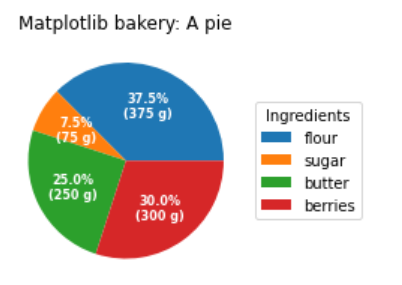 Matplotlib bakery: A pie
37.5%
(375 g)
7.5%
(75 g)
25.0%
(250 g)
30.0%
(300 g)
Ingredients
flour
sugar
butter
berries